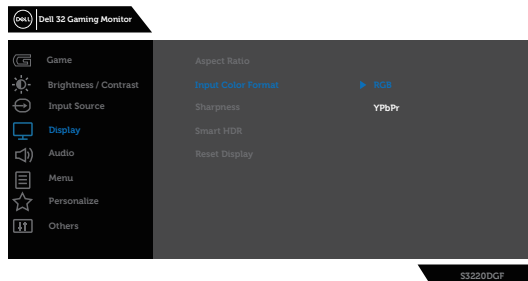 DELL Dell 32 Gaming Monitor
Game
Aspect Ratio
Brightness / Contrast
Input Color Format
RGB
Input Source
Sharpness
YPbPr
Display
Smart HDR
Audio
Reset Display
Menu
Personalize
Others
S3220DGF